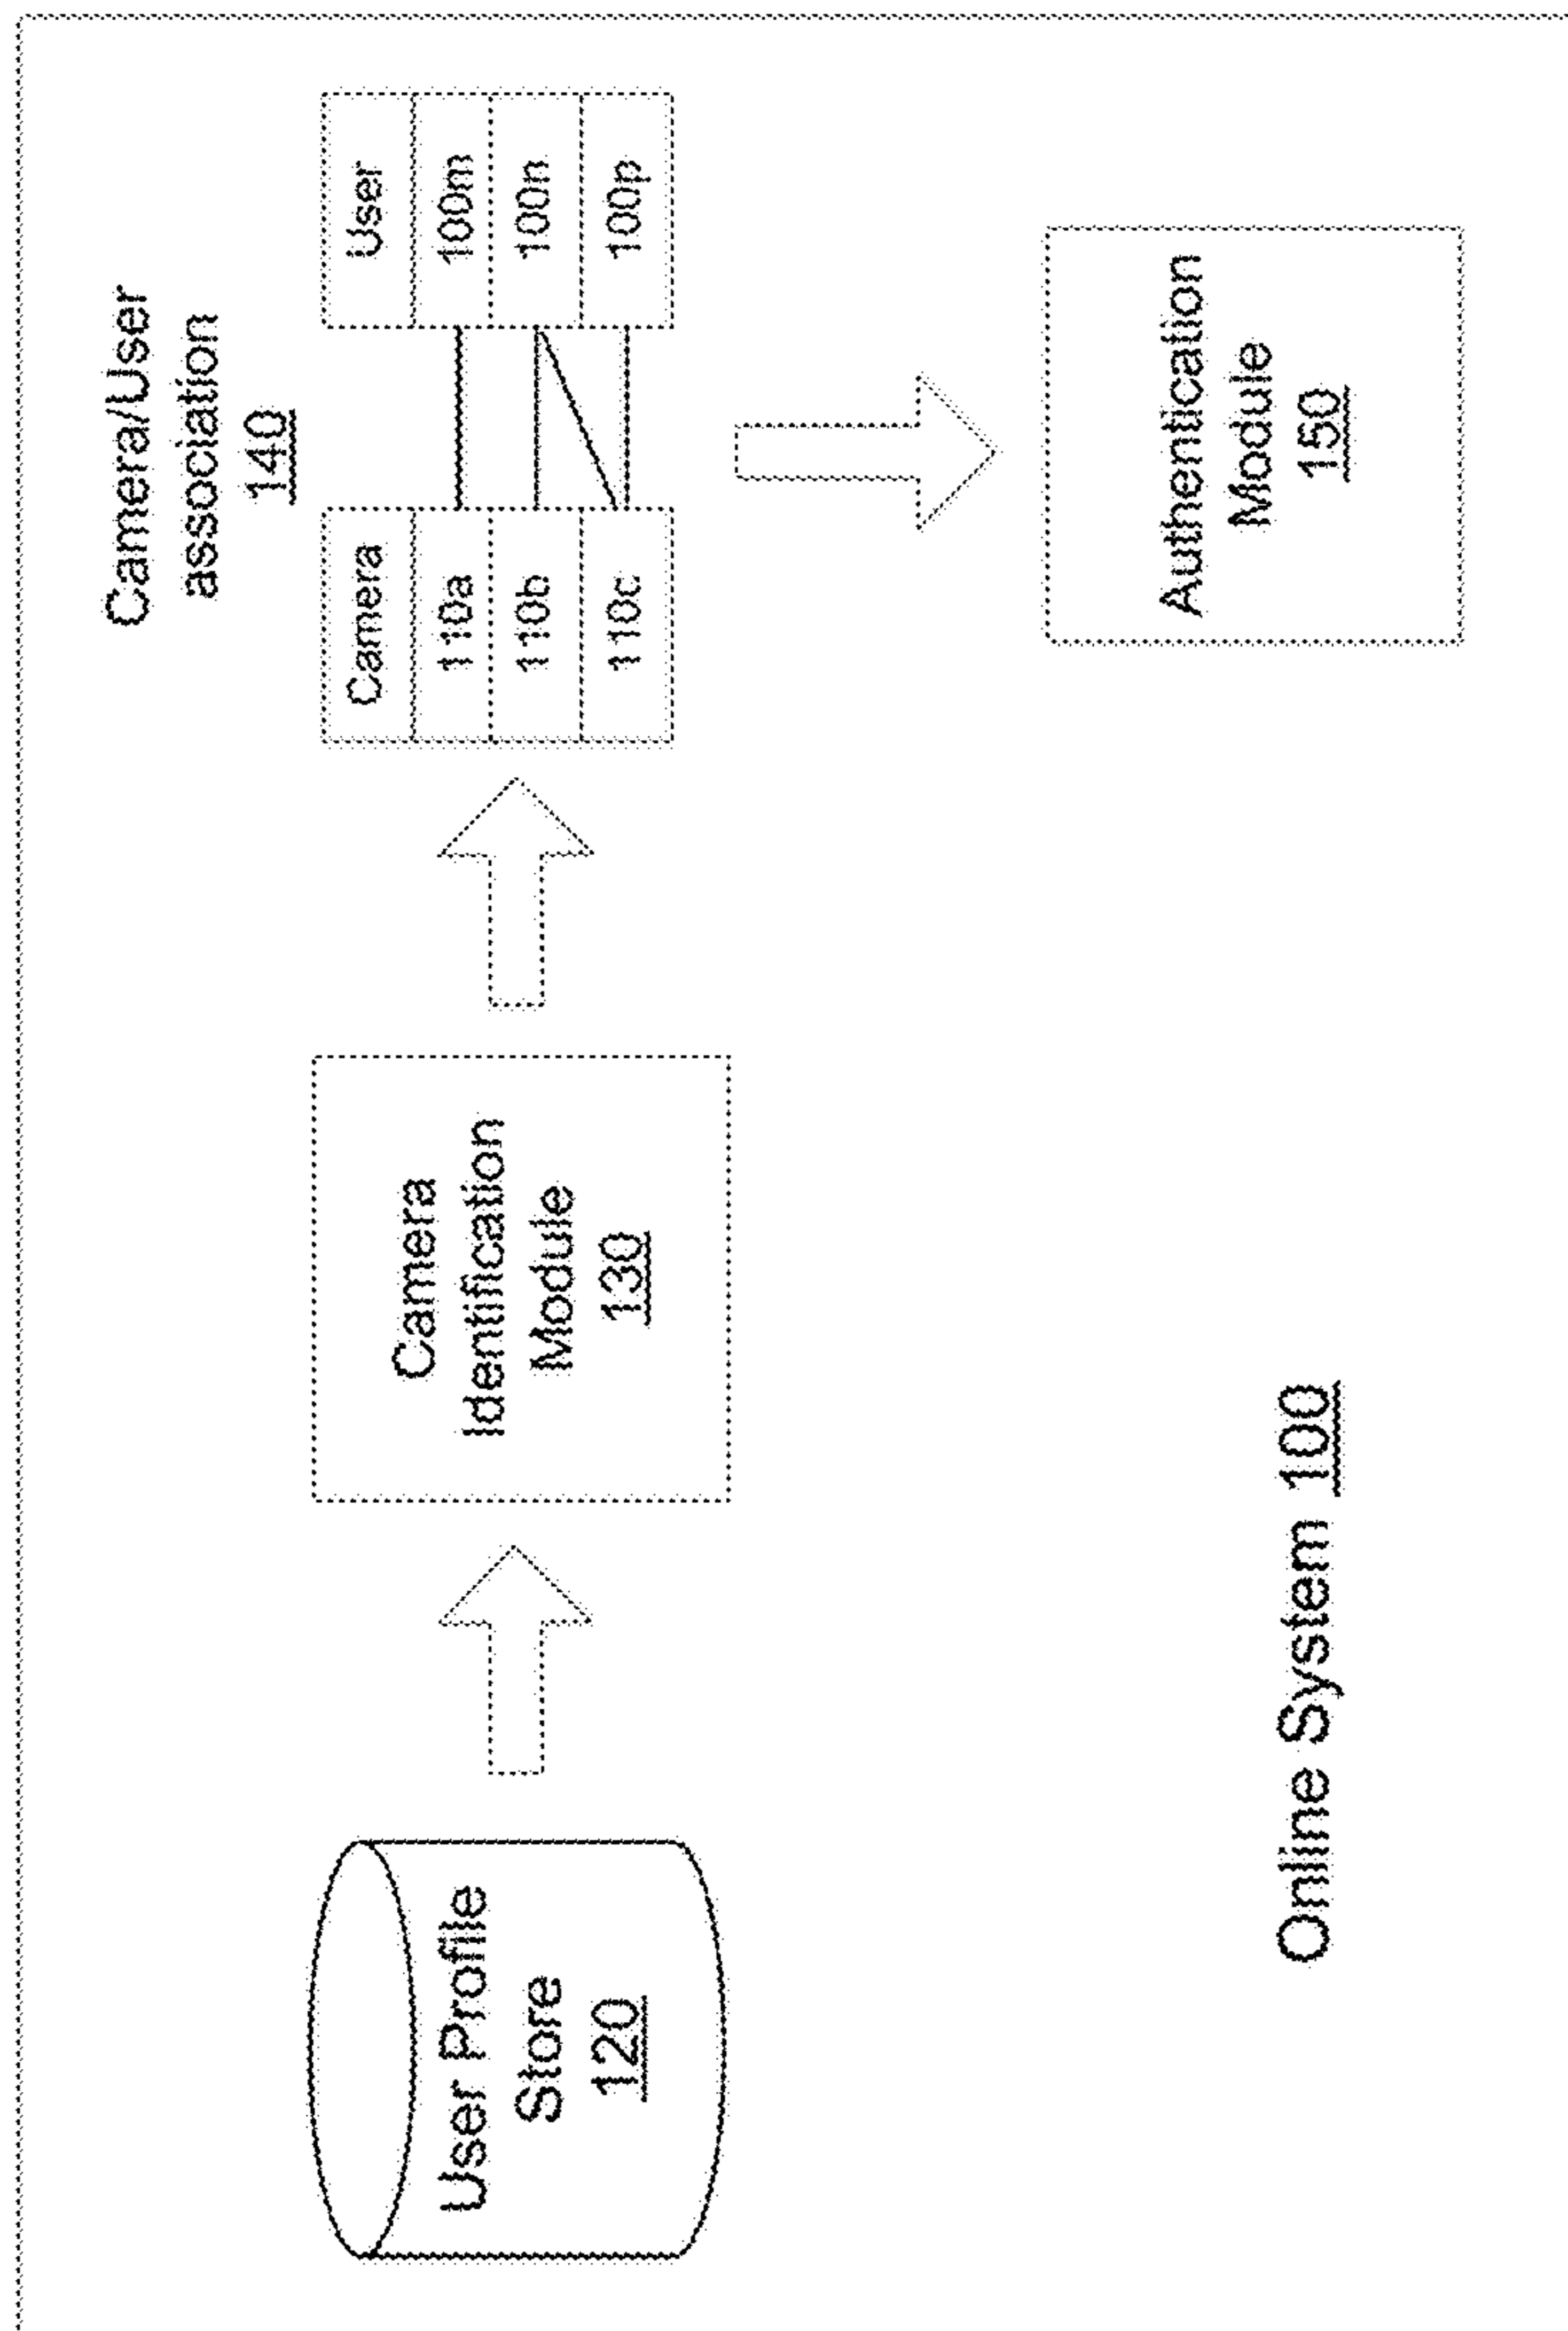 User Profile
Store
120
Camera
Identification
Module
130
Camera/User
association
140
Camera
110a
110b
110c
User
100m
100n
100p
Authentication
Module
150
Online System 100